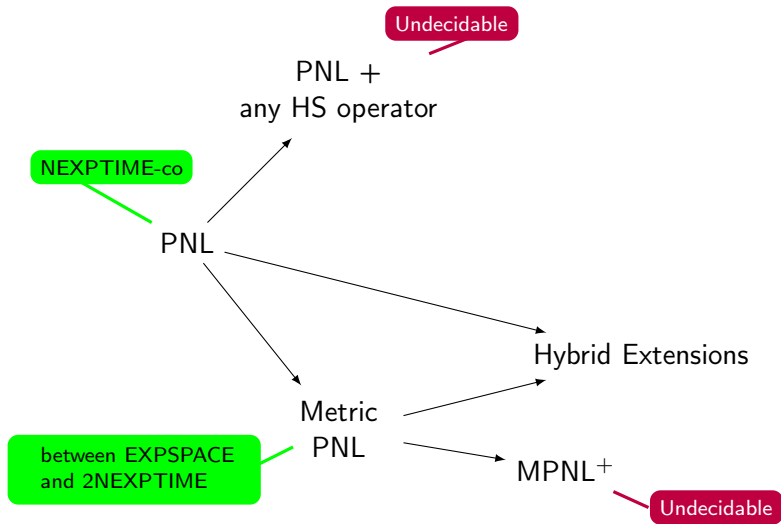 Undecidable
PNL +
any HS operator
NEXPTIME-co
PNL
Hybrid Extensions
Metric
PNL
between EXPSPACE
and 2NEXPTIME
MPNL⁺
Undecidable